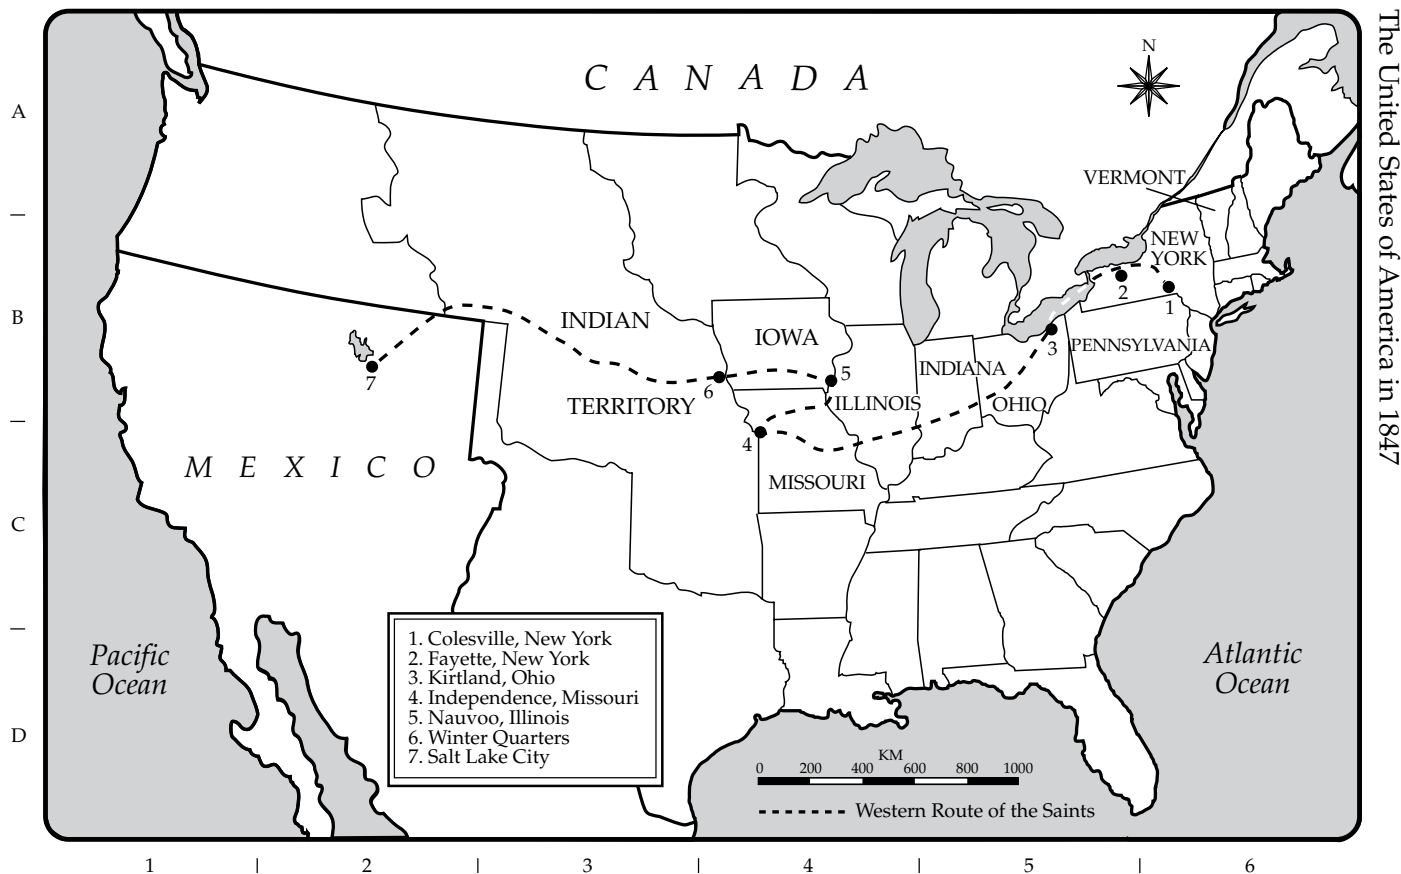 The United States of America in 1847
N
C A N A D A
A
VERMONT
NEW
YORK
2
1
B
INDIAN
IOWA
3
PENNSYLVANIA
INDIANA
7
6
5
TERRITORY
ILLINOIS
OHIO
4
M E X I C O
MISSOURI
C
1. Colesville, New York
2. Fayette, New York
3. Kirtland, Ohio
4. Independence, Missouri
5. Nauvoo, Illinois
6. Winter Quarters
7. Salt Lake City
Pacific
Ocean
Atlantic
Ocean
D
KM
0 200 400 600 800 1000
Western Route of the Saints
1 | 2 | 3 | 4 | 5 | 6